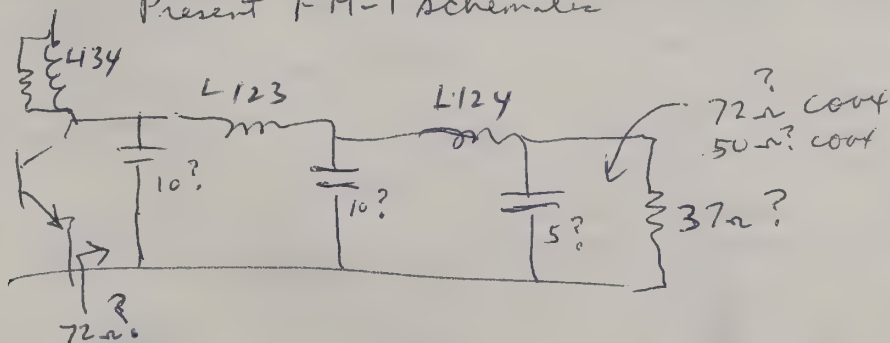 Present FM-1 schematic
L134
L123
L124
?
72Ω coax
50Ω? coax
10?
10?
5?
37Ω?
72Ω?